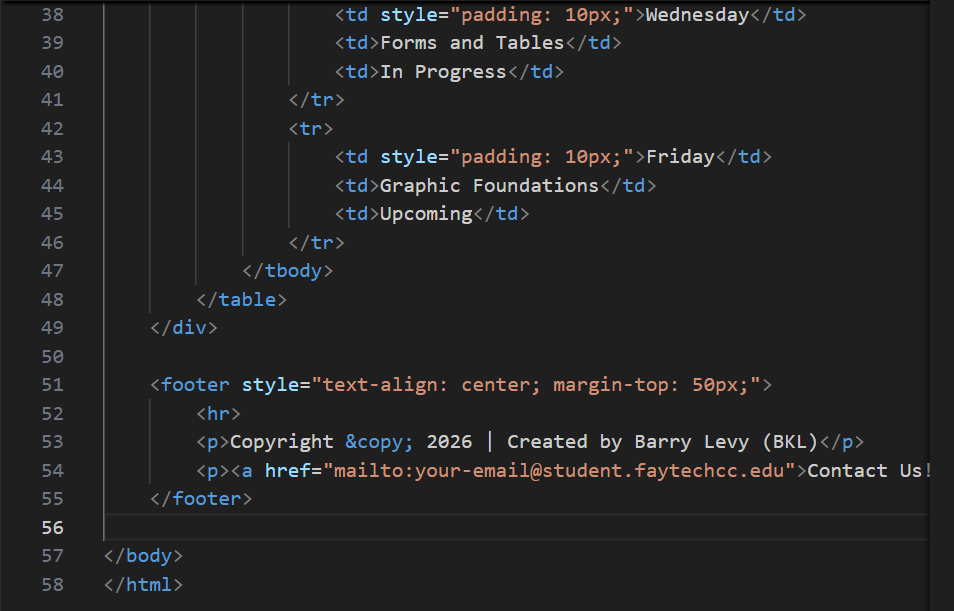 38 <td style="padding: 10px;">Wednesday</td>
39 <td>Forms and Tables</td>
40 <td>In Progress</td>
41 </tr>
42 <tr>
43 <td style="padding: 10px;">Friday</td>
44 <td>Graphic Foundations</td>
45 <td>Upcoming</td>
46 </tr>
47 </tbody>
48 </table>
49 </div>
50
51 <footer style="text-align: center; margin-top: 50px;">
52 <hr>
53 <p>Copyright &copy; 2026 | Created by Barry Levy (BKL)</p>
54 <p><a href="mailto:your-email@student.faytechcc.edu">Contact Us!
55 </footer>
56
57 </body>
58 </html>